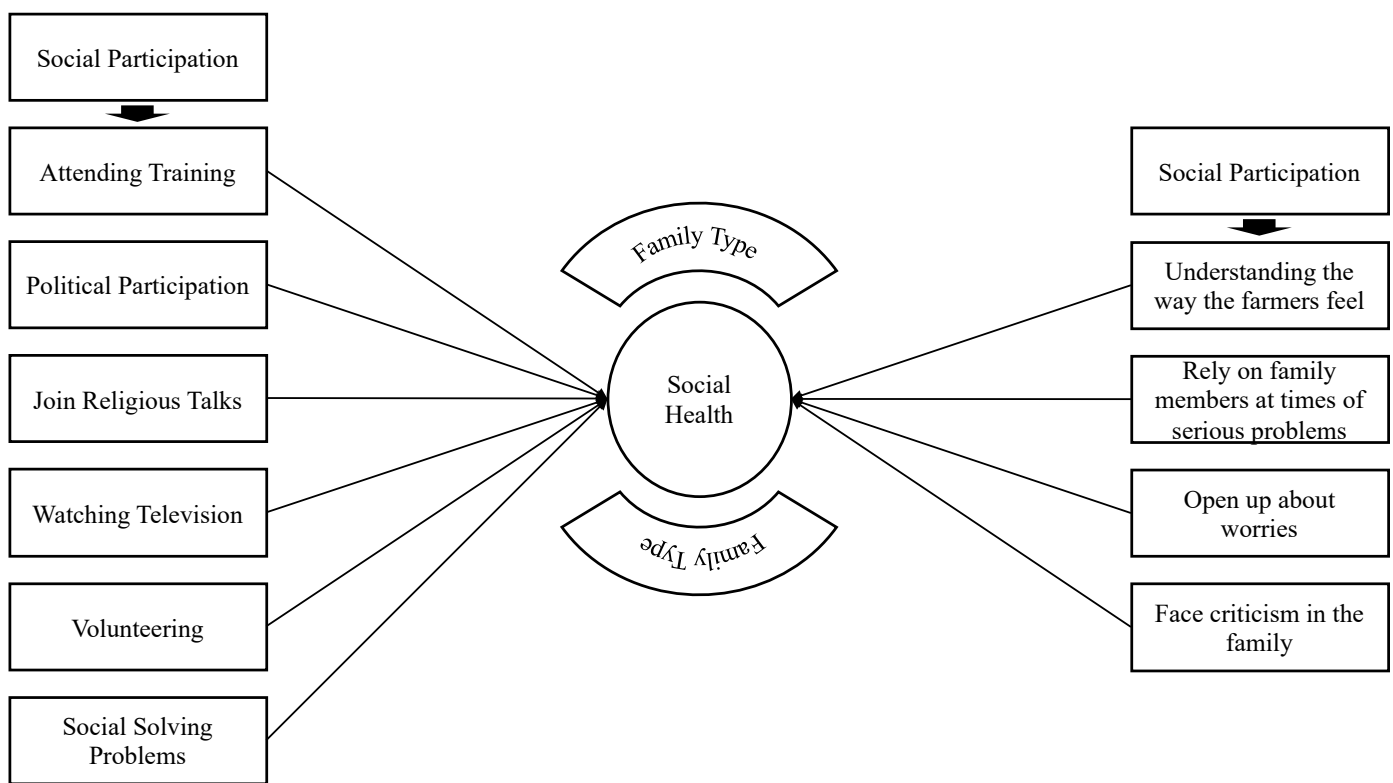 Social Participation
Attending Training
Political Participation
Join Religious Talks
Watching Television
Volunteering
Social Solving
Problems
Family Type
Social
Health
Family Type
Social Participation
Understanding the
way the farmers feel
Rely on family
members at times of
serious problems
Open up about
worries
Face criticism in the
family